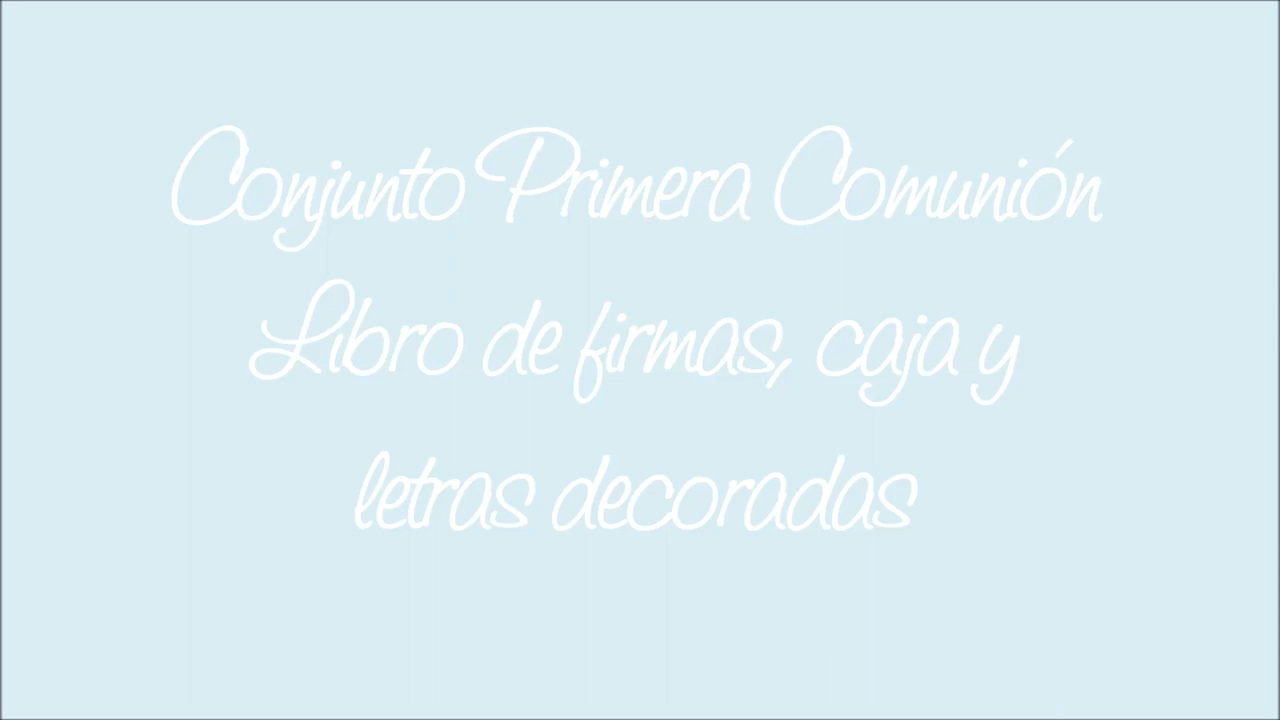 Conjunto Primera Comunión
Libro de firmas, caja y
letras decoradas